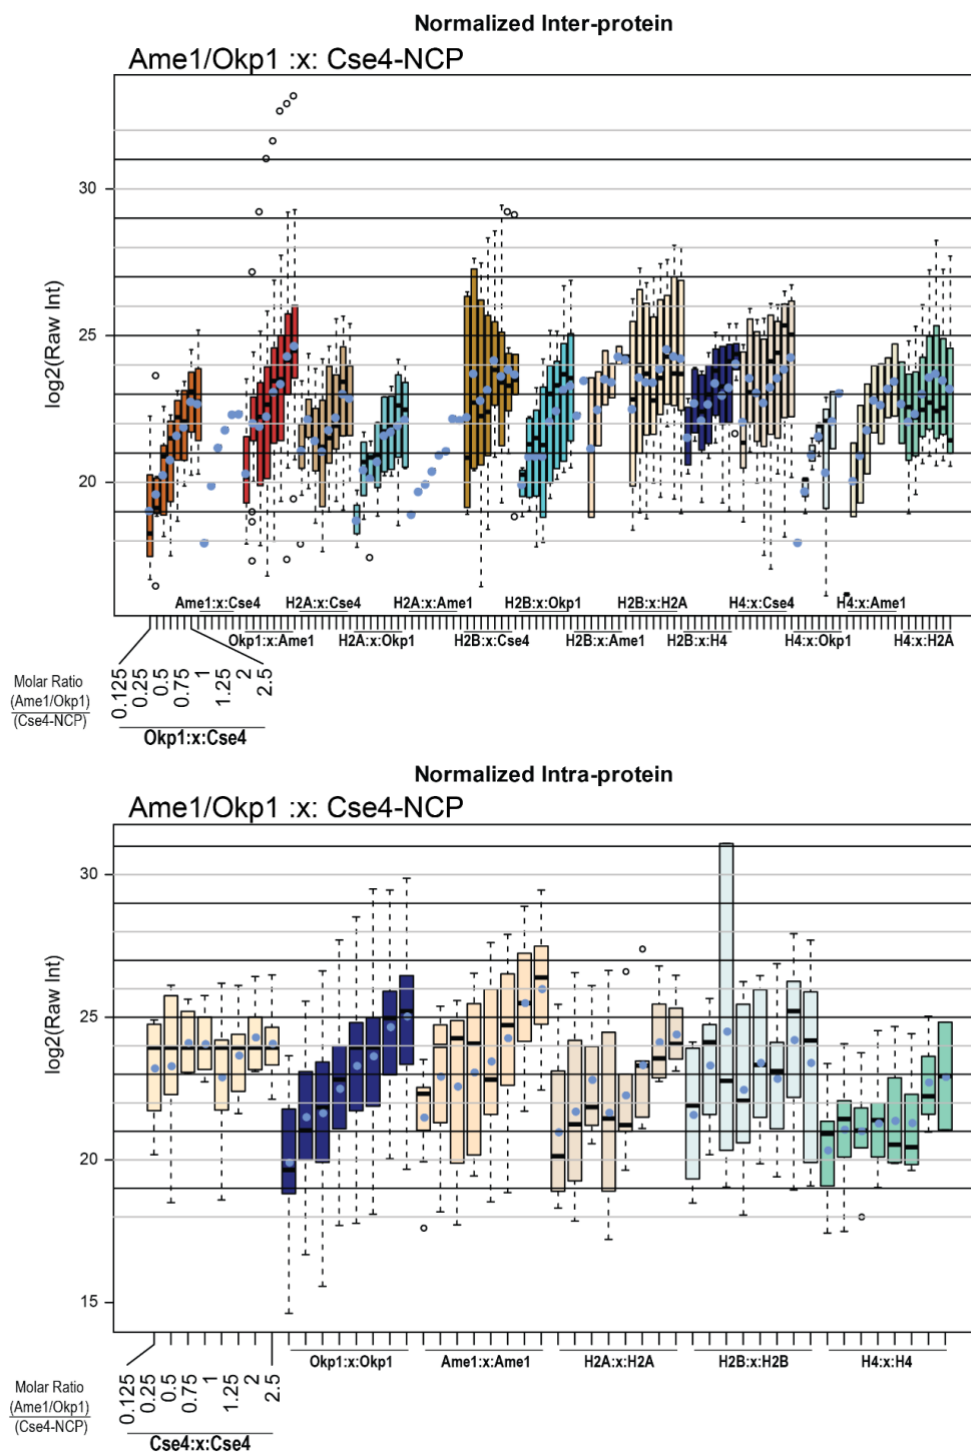 Normalized Inter-protein
Ame1/Okp1 :x: Cse4-NCP
log2(Raw Int)
30
25
20
Ame1:x:Cse4 H2A:x:Cse4 H2A:x:Ame1 H2B:x:Okp1 H2B:x:H2A H4:x:Cse4 H4:x:Ame1
Okp1:x:Ame1 H2A:x:Okp1 H2B:x:Cse4 H2B:x:Ame1 H2B:x:H4 H4:x:Okp1 H4:x:H2A
Molar Ratio
(Ame1/Okp1)
(Cse4-NCP)
0.125 0.25 0.5 0.75 1 1.25 2 2.5
Okp1:x:Cse4
Normalized Intra-protein
Ame1/Okp1 :x: Cse4-NCP
log2(Raw Int)
30
25
20
15
Okp1:x:Okp1 Ame1:x:Ame1 H2A:x:H2A H2B:x:H2B H4:x:H4
Molar Ratio
(Ame1/Okp1)
(Cse4-NCP)
0.125 0.25 0.5 0.75 1 1.25 2 2.5
Cse4:x:Cse4